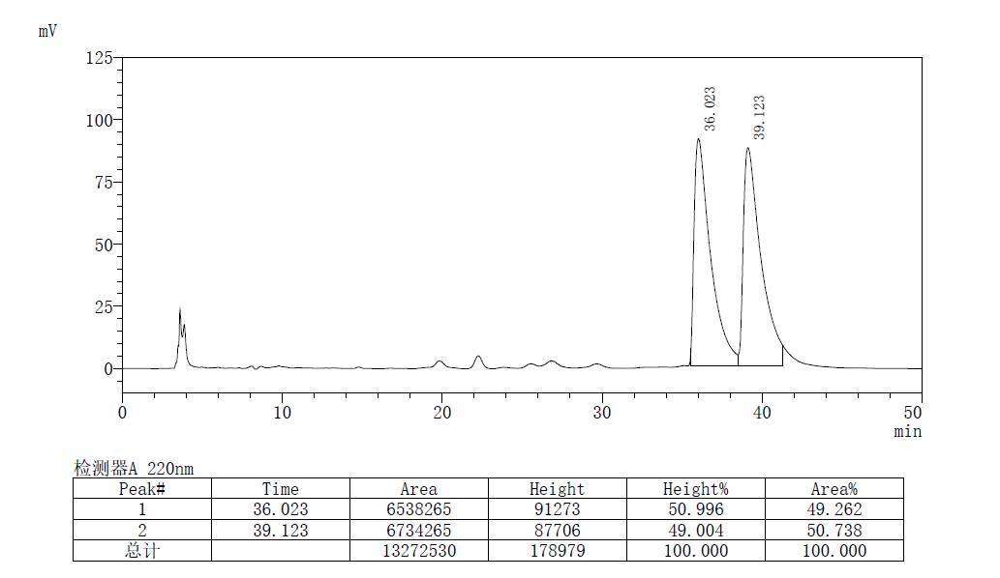 mV
125
100
75
50
25
0
36.023
39.123
0 10 20 30 40 50
min
检测器A 220nm
Peak# Time Area Height Height% Area%
1 36.023 6538265 91273 50.996 49.262
2 39.123 6734265 87706 49.004 50.738
总计 13272530 178979 100.000 100.000